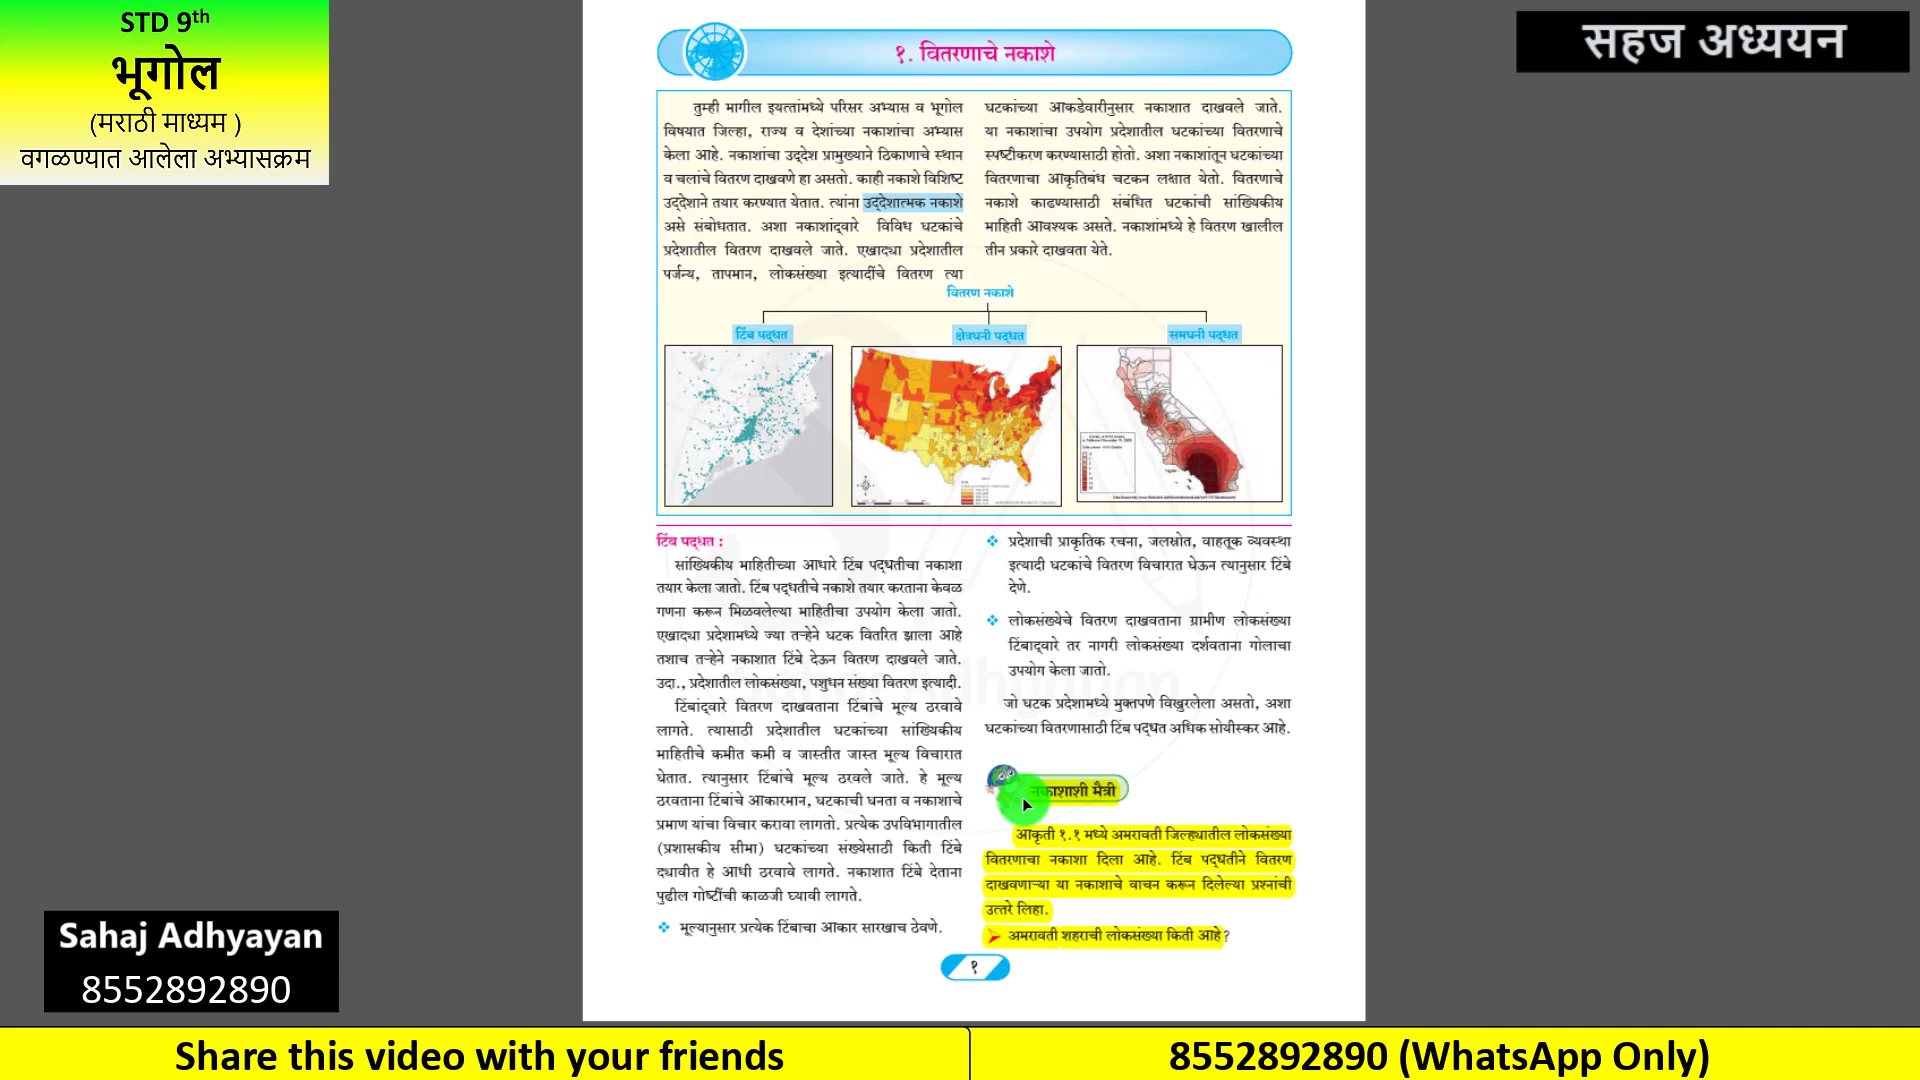 STD 9th
भूगोल
(मराठी माध्यम )
वगळण्यात आलेला अभ्यासक्रम
सहज अध्ययन
१. वितरणाचे नकाशे
तुम्ही मागील इयत्तांमध्ये परिसर अभ्यास व भूगोल
विषयात जिल्हा, राज्य व देशांच्या नकाशांचा अभ्यास
केला आहे. नकाशांचा उद्‌देश प्रामुख्याने ठिकाणाचे स्थान
व चलांचे वितरण दाखवणे हा असतो. काही नकाशे विशिष्ट
उद्‌देशाने तयार करण्यात येतात. त्यांना उद्‌देशात्मक नकाशे
असे संबोधतात. अशा नकाशांद्‌वारे विविध घटकांचे
प्रदेशातील वितरण दाखवले जाते. एखाद्या प्रदेशातील
पर्जन्य, तापमान, लोकसंख्या इत्यादींचे वितरण त्या
घटकांच्या आकडेवारीनुसार नकाशात दाखवले जाते.
या नकाशांचा उपयोग प्रदेशातील घटकांच्या वितरणाचे
स्पष्टीकरण करण्यासाठी होतो. अशा नकाशांतून घटकांच्या
वितरणाचा आकृतिबंध चटकन लक्षात येतो. वितरणाचे
नकाशे काढण्यासाठी संबंधित घटकांची सांख्यिकीय
माहिती आवश्यक असते. नकाशांमध्ये हे वितरण खालील
तीन प्रकारे दाखवता येते.
वितरण नकाशे
टिंब पद्‌धत
क्षेत्रघनी पद्‌धत
समघनी पद्‌धत
टिंब पद्‌धत :
सांख्यिकीय माहितीच्या आधारे टिंब पद्‌धतीचा नकाशा
तयार केला जातो. टिंब पद्‌धतीचे नकाशे तयार करताना केवळ
गणना करून मिळवलेल्या माहितीचा उपयोग केला जातो.
एखाद्या प्रदेशामध्ये ज्या तऱ्हेने घटक वितरित झाला आहे
तशाच तऱ्हेने नकाशात टिंबे देऊन वितरण दाखवले जाते.
उदा., प्रदेशातील लोकसंख्या, पशुधन संख्या वितरण इत्यादी.
टिंबांद्‌वारे वितरण दाखवताना टिंबांचे मूल्य ठरवावे
लागते. त्यासाठी प्रदेशातील घटकांच्या सांख्यिकीय
माहितीचे कमीत कमी व जास्तीत जास्त मूल्य विचारात
घेतात. त्यानुसार टिंबांचे मूल्य ठरवले जाते. हे मूल्य
ठरवताना टिंबांचे आकारमान, घटकाची घनता व नकाशाचे
प्रमाण यांचा विचार करावा लागतो. प्रत्येक उपविभागातील
(प्रशासकीय सीमा) घटकांच्या संख्येसाठी किती टिंबे
द्यावीत हे आधी ठरवावे लागते. नकाशात टिंबे देताना
पुढील गोष्टींची काळजी घ्यावी लागते.
❖ मूल्यानुसार प्रत्येक टिंबाचा आकार सारखाच ठेवणे.
❖ प्रदेशाची प्राकृतिक रचना, जलस्रोत, वाहतूक व्यवस्था
इत्यादी घटकांचे वितरण विचारात घेऊन त्यानुसार टिंबे
देणे.
❖ लोकसंख्येचे वितरण दाखवताना ग्रामीण लोकसंख्या
टिंबाद्‌वारे तर नागरी लोकसंख्या दर्शवताना गोलाचा
उपयोग केला जातो.
जो घटक प्रदेशामध्ये मुक्तपणे विखुरलेला असतो, अशा
घटकांच्या वितरणासाठी टिंब पद्‌धत अधिक सोयीस्कर आहे.
नकाशाशी मैत्री
आकृती १.१ मध्ये अमरावती जिल्ह्यातील लोकसंख्या
वितरणाचा नकाशा दिला आहे. टिंब पद्‌धतीने वितरण
दाखवणाऱ्या या नकाशाचे वाचन करून दिलेल्या प्रश्नांची
उत्तरे लिहा.
➢ अमरावती शहराची लोकसंख्या किती आहे?
१
Sahaj Adhyayan
8552892890
Share this video with your friends
8552892890 (WhatsApp Only)